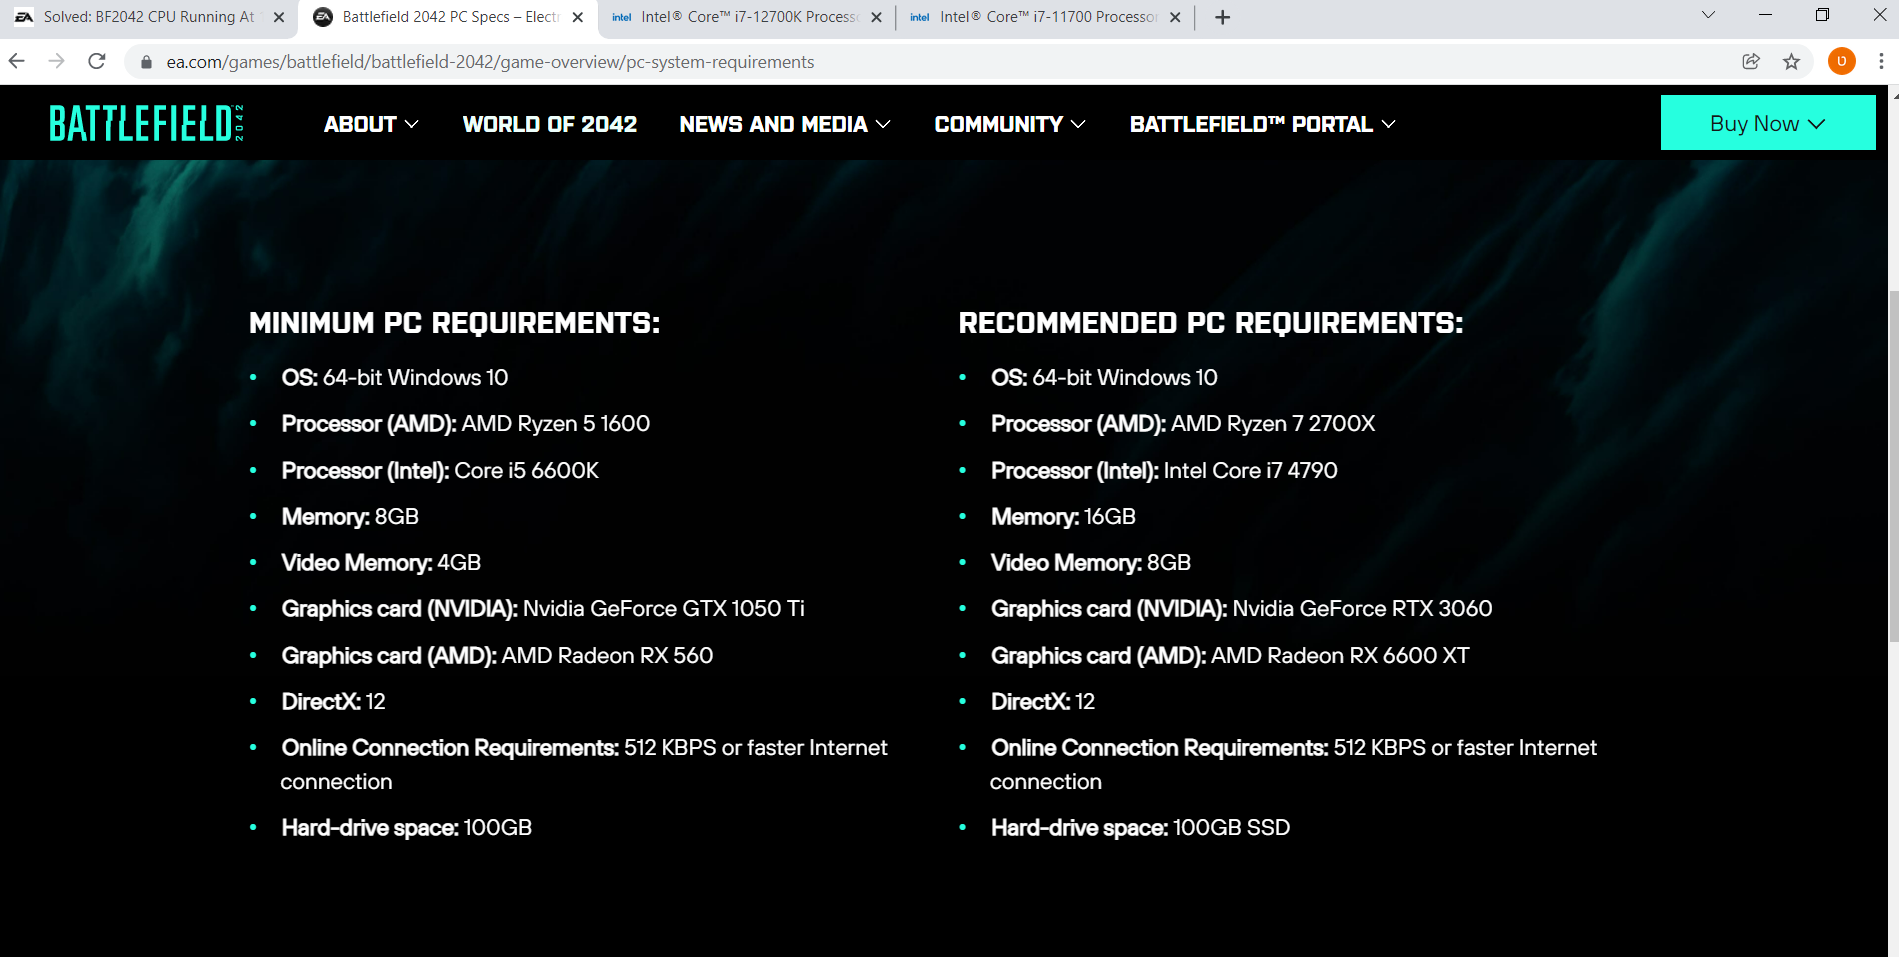 Solved: BF2042 CPU Running At
Battlefield 2042 PC Specs – Electr
intel Intel® Core™ i7-12700K Process
intel Intel® Core™ i7-11700 Processor
ea.com/games/battlefield/battlefield-2042/game-overview/pc-system-requirements
BATTLEFIELD 2042
ABOUT
WORLD OF 2042
NEWS AND MEDIA
COMMUNITY
BATTLEFIELD™ PORTAL
Buy Now
MINIMUM PC REQUIREMENTS:
OS: 64-bit Windows 10
Processor (AMD): AMD Ryzen 5 1600
Processor (Intel): Core i5 6600K
Memory: 8GB
Video Memory: 4GB
Graphics card (NVIDIA): Nvidia GeForce GTX 1050 Ti
Graphics card (AMD): AMD Radeon RX 560
DirectX: 12
Online Connection Requirements: 512 KBPS or faster Internet
connection
Hard-drive space: 100GB
RECOMMENDED PC REQUIREMENTS:
OS: 64-bit Windows 10
Processor (AMD): AMD Ryzen 7 2700X
Processor (Intel): Intel Core i7 4790
Memory: 16GB
Video Memory: 8GB
Graphics card (NVIDIA): Nvidia GeForce RTX 3060
Graphics card (AMD): AMD Radeon RX 6600 XT
DirectX: 12
Online Connection Requirements: 512 KBPS or faster Internet
connection
Hard-drive space: 100GB SSD